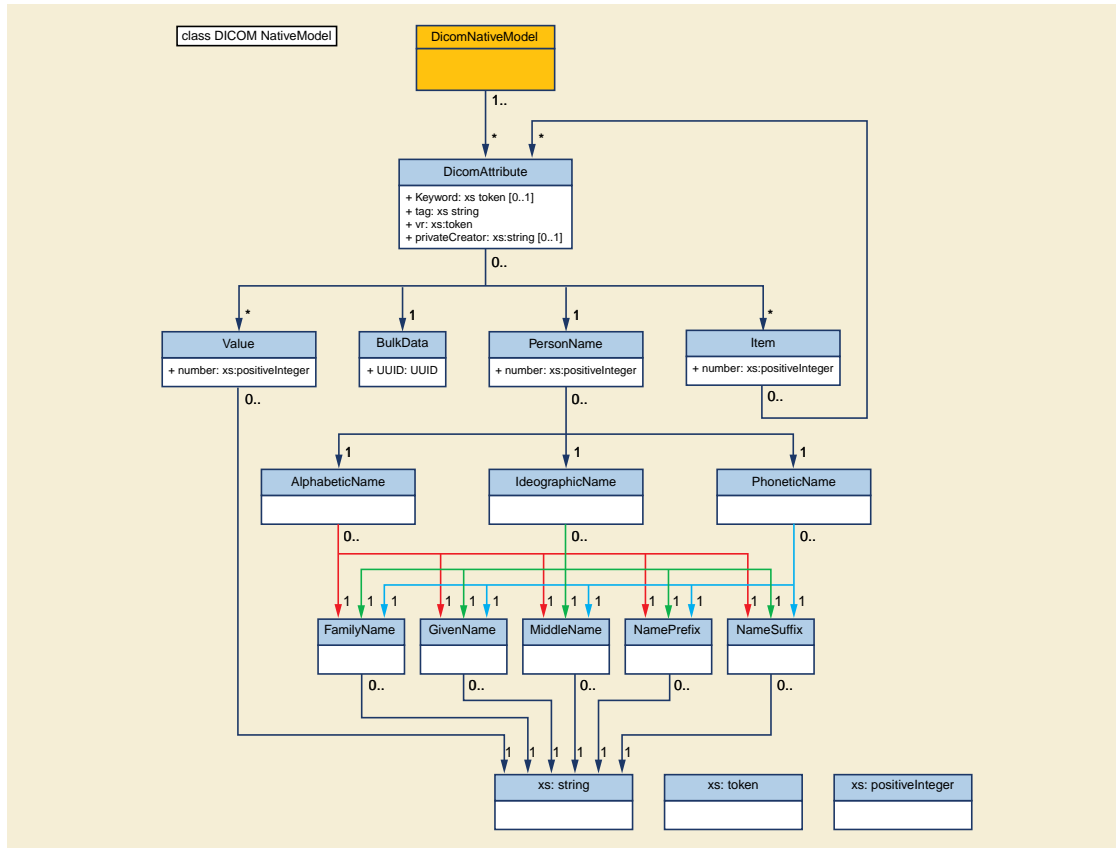 class DICOM NativeModel
DicomNativeModel
1..
* *
DicomAttribute
+ Keyword: xs token [0..1]
+ tag: xs string
+ vr: xs:token
+ privateCreator: xs:string [0..1]
0..
* 1 1 *
Value BulkData PersonName Item
+ number: xs:positiveInteger + UUID: UUID + number: xs:positiveInteger + number: xs:positiveInteger
0.. 0.. 0..
1 1 1
AlphabeticName IdeographicName PhoneticName
0.. 0.. 0..
1 1 1 1 1 1 1 1 1 1 1 1 1 1 1
FamilyName GivenName MiddleName NamePrefix NameSuffix
0.. 0.. 0.. 0.. 0..
1 1 1 1 1 1
xs: string xs: token xs: positiveInteger